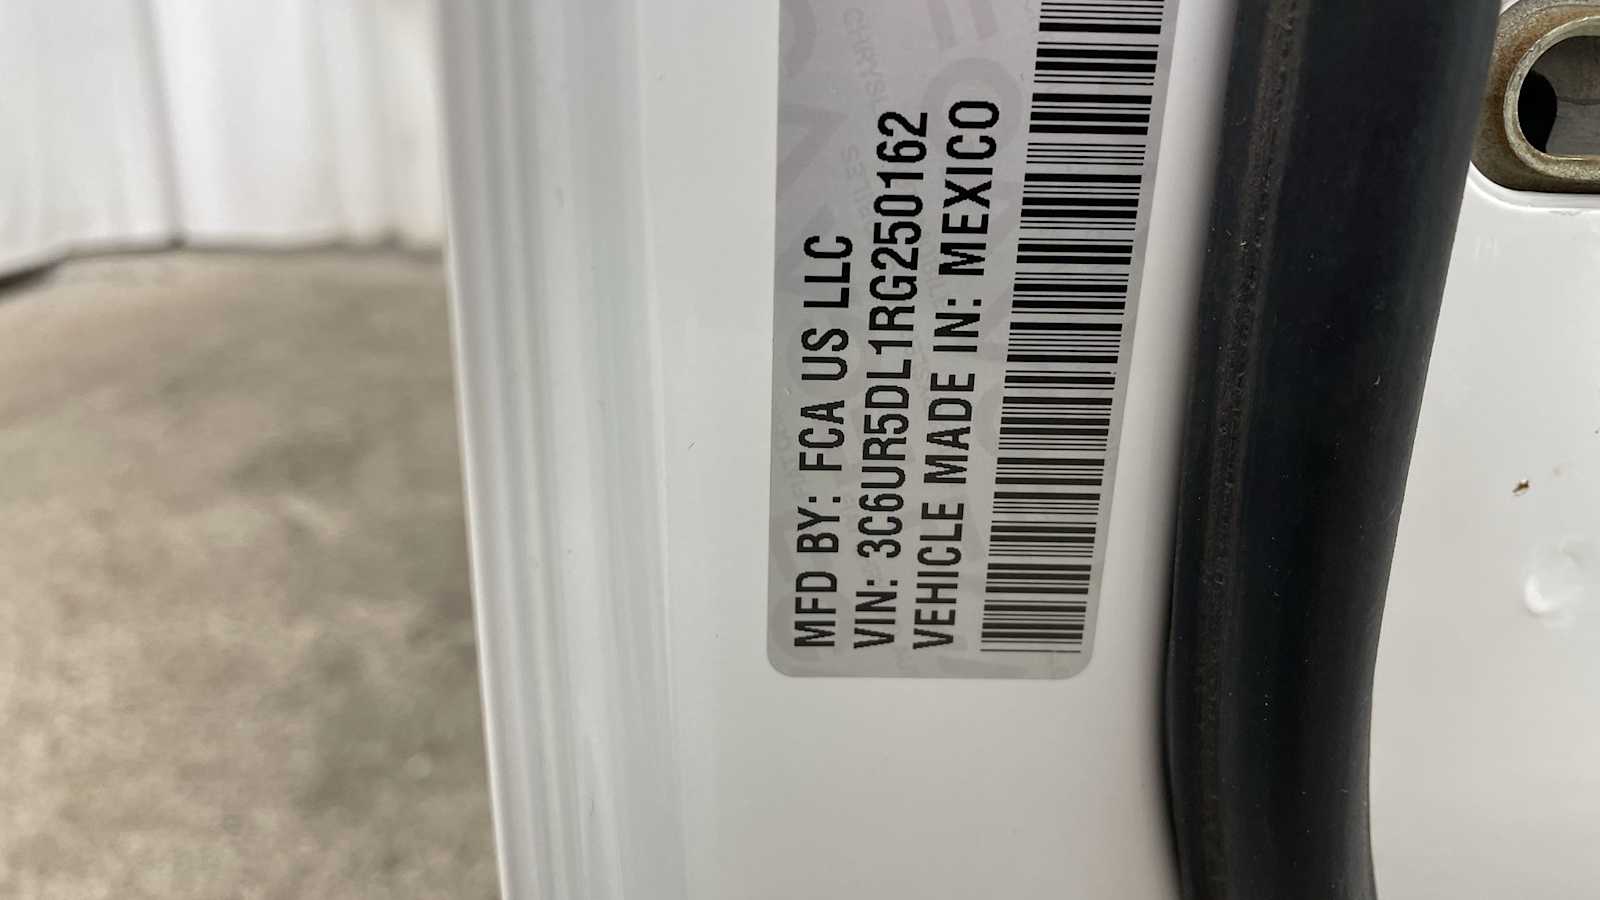 MFD BY: FCA US LLC
VIN: 3C6UR5DL1RG250162
VEHICLE MADE IN: MEXICO